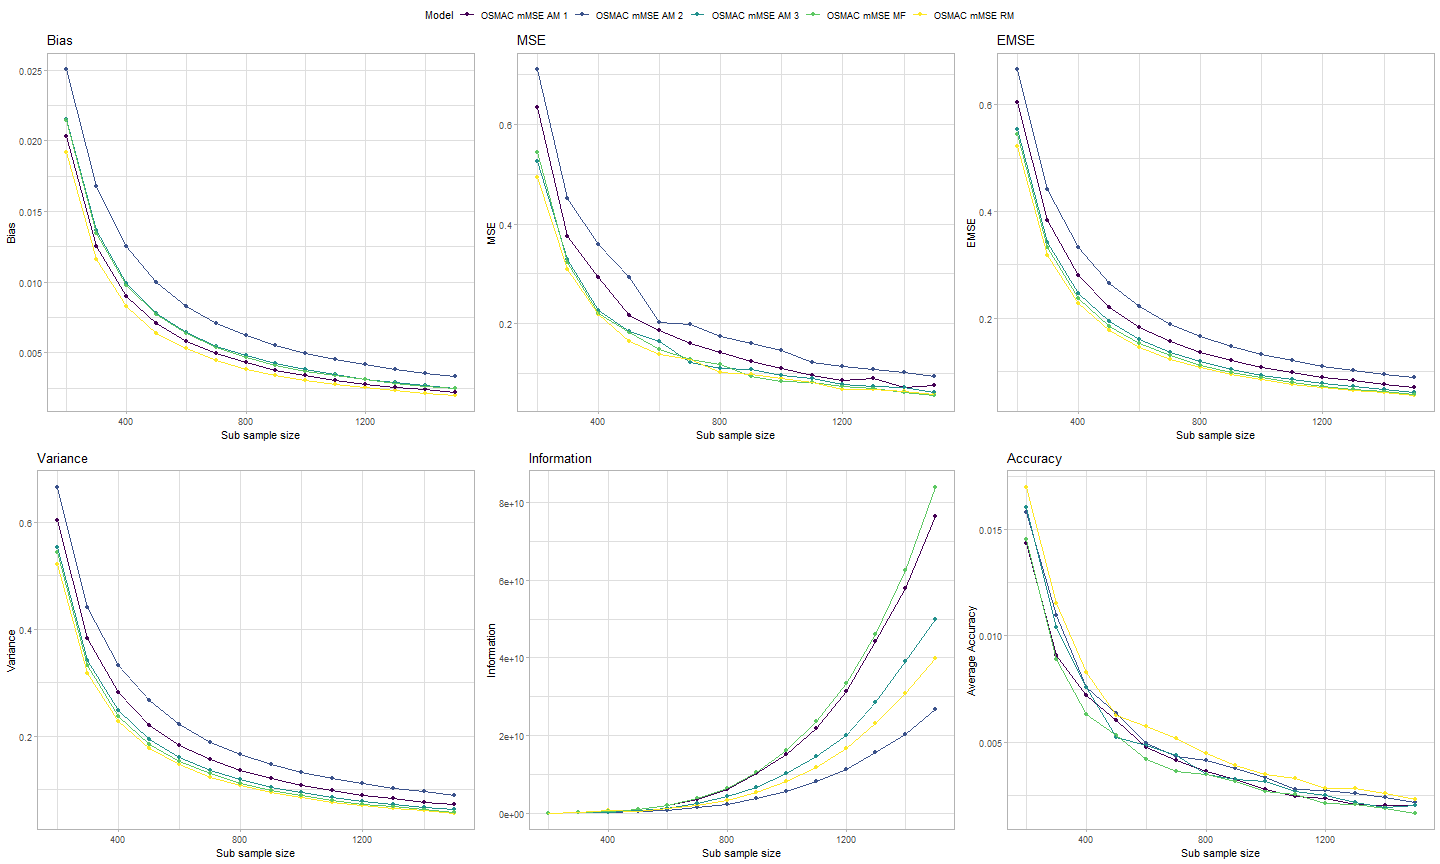 Model OSMAC mMSE AM 1 OSMAC mMSE AM 2 OSMAC mMSE AM 3 OSMAC mMSE MF OSMAC mMSE RM
Bias
0.025
0.020
0.015
0.010
0.005
Bias
400 800 1200
Sub sample size
MSE
0.6
0.4
0.2
MSE
400 800 1200
Sub sample size
EMSE
0.6
0.4
0.2
EMSE
400 800 1200
Sub sample size
Variance
0.6
0.4
0.2
Variance
400 800 1200
Sub sample size
Information
8e+10
6e+10
4e+10
2e+10
0e+00
Information
400 800 1200
Sub sample size
Accuracy
0.015
0.010
0.005
Average Accuracy
400 800 1200
Sub sample size